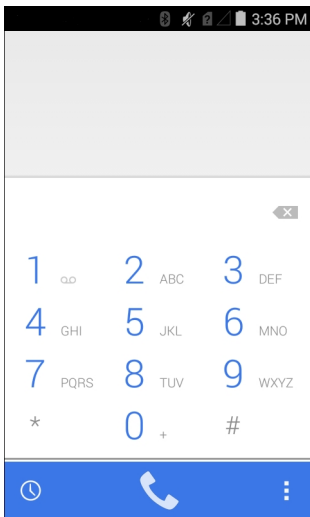 3:36 PM
1
2 ABC
3 DEF
4 GHI
5 JKL
6 MNO
7 PQRS
8 TUV
9 WXYZ
*
0 +
#